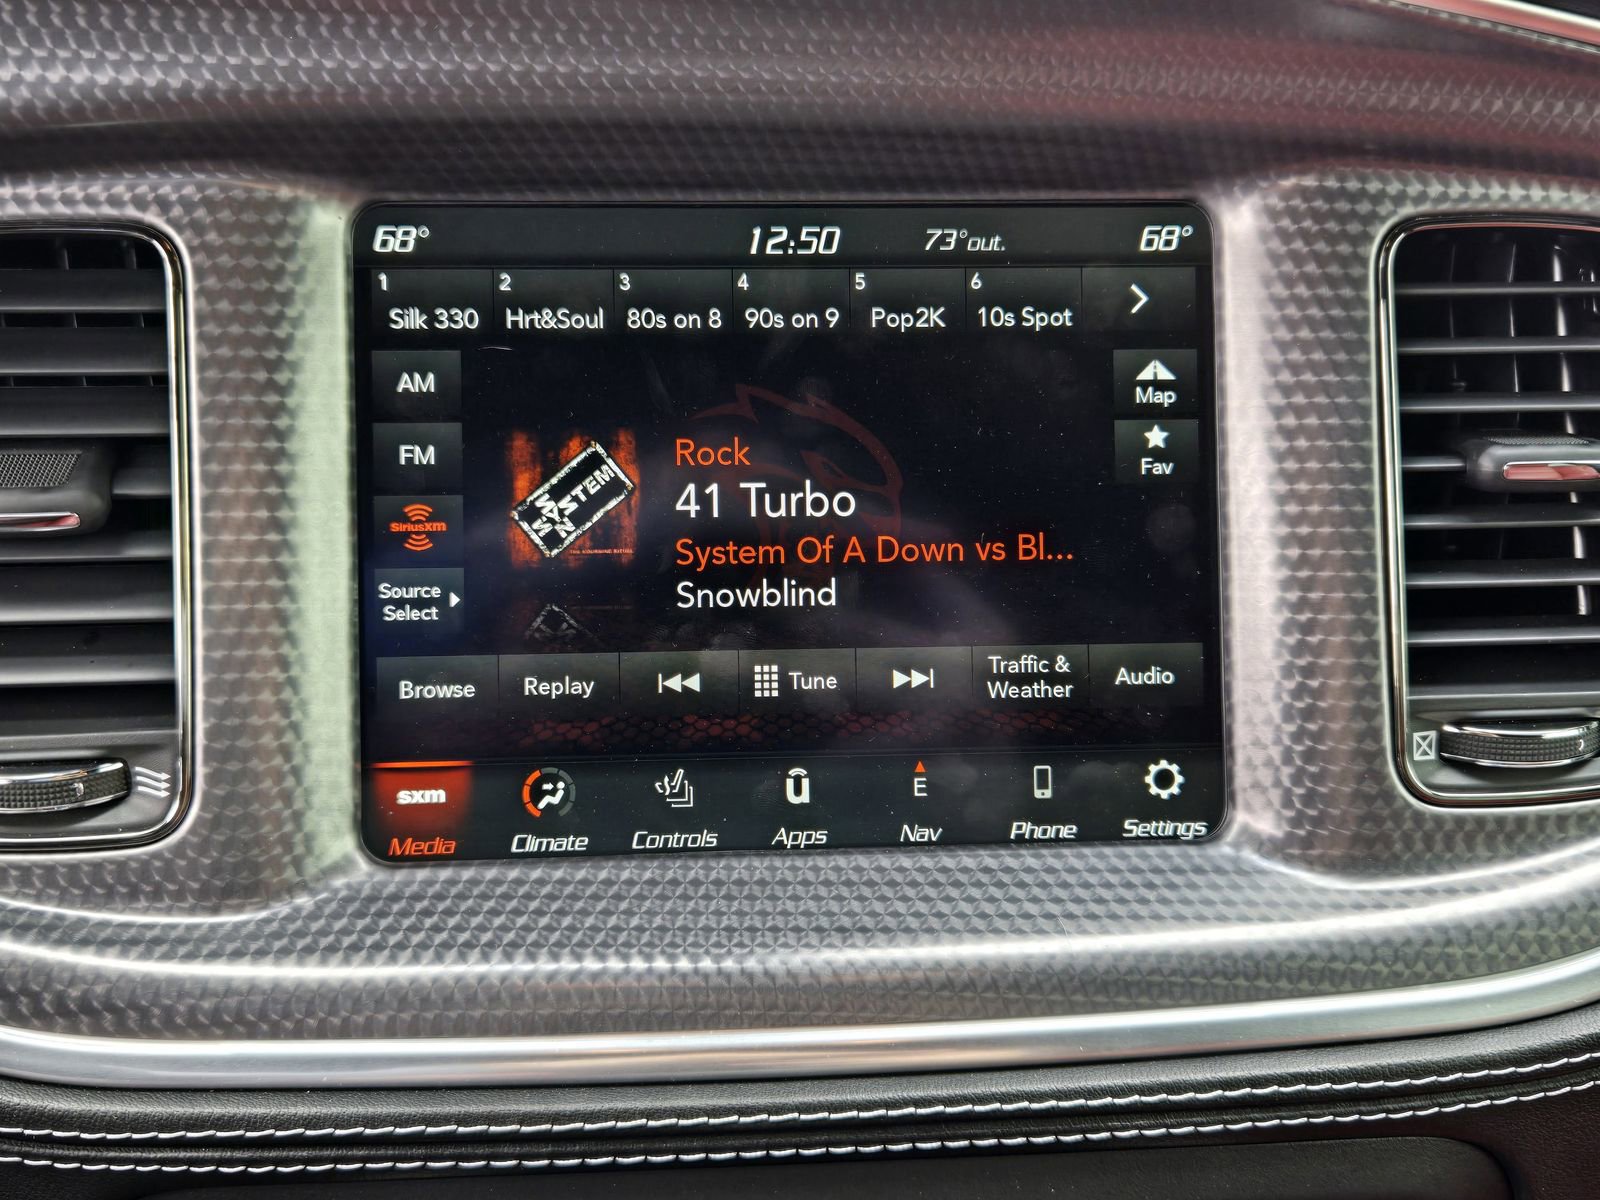 68° 12:50 73°out. 68°
1 2 3 4 5 6
Silk 330 Hrt&Soul 80s on 8 90s on 9 Pop2K 10s Spot
AM
Map
FM
Fav
SiriusXM
Source
Select
SYSTEM
Rock
41 Turbo
System Of A Down vs Bl...
Snowblind
Browse Replay Tune Traffic & Weather Audio
sxm
E
Media Climate Controls Apps Nav Phone Settings